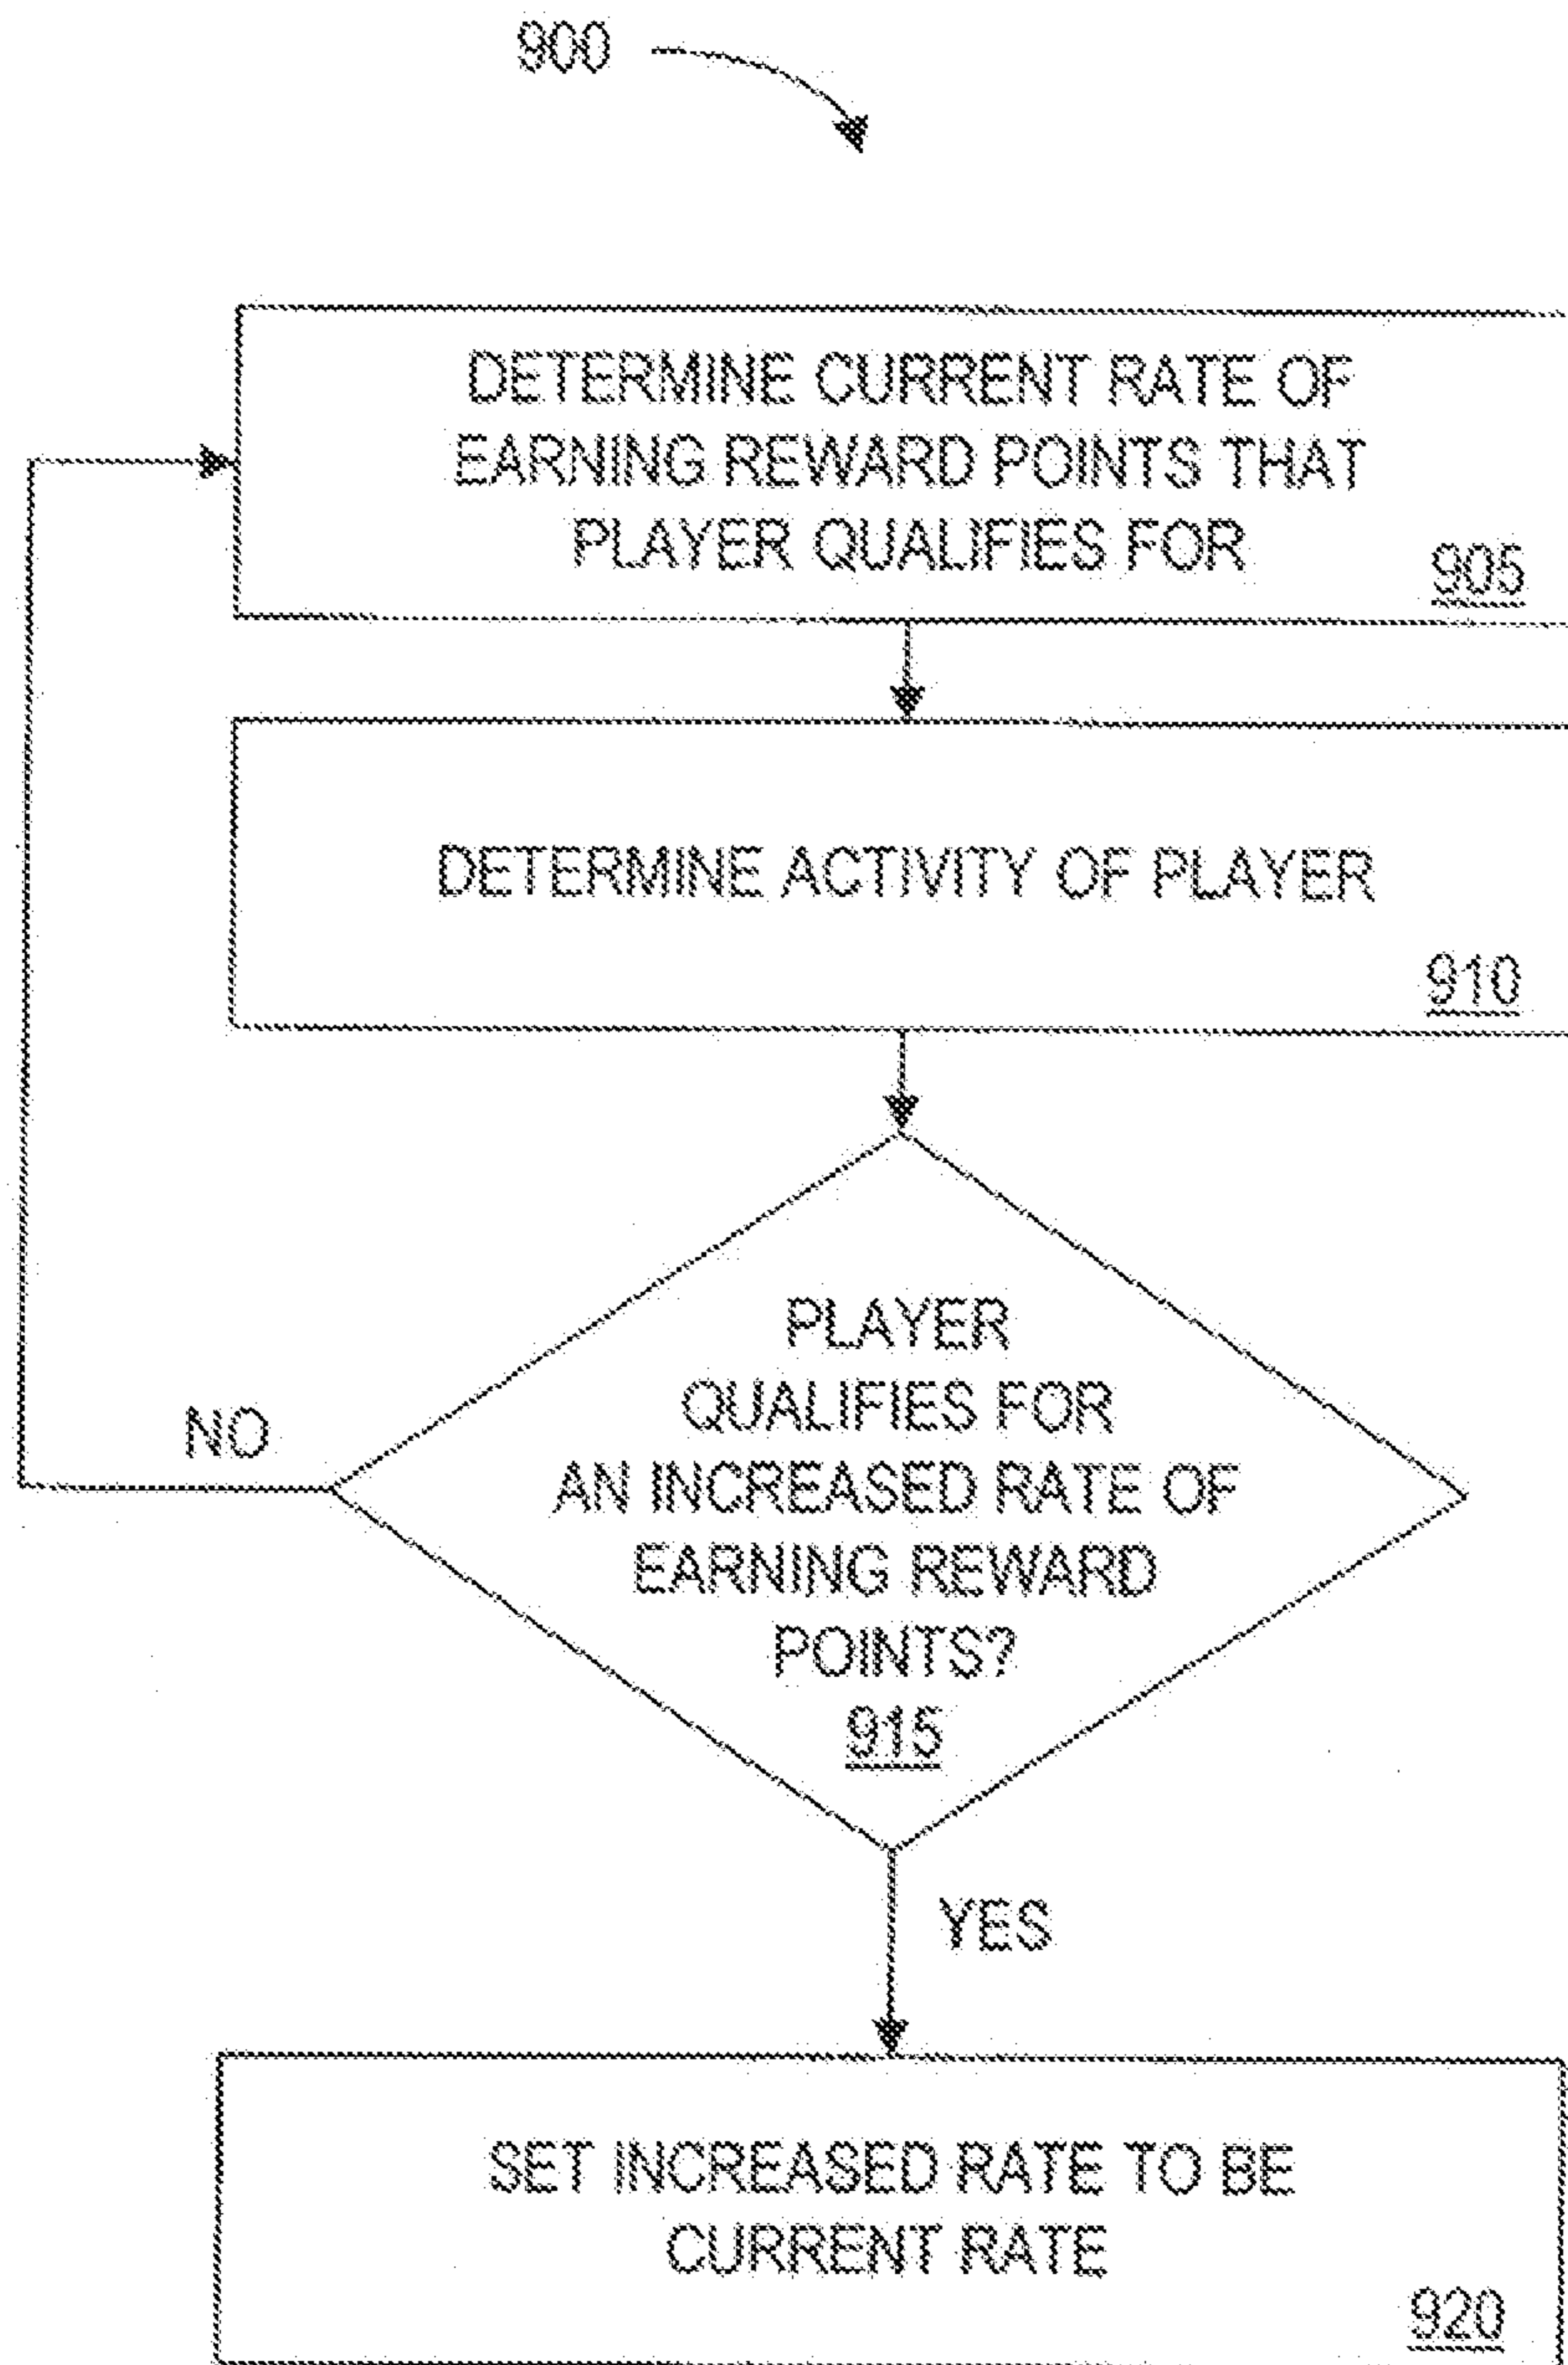 900
DETERMINE CURRENT RATE OF
EARNING REWARD POINTS THAT
PLAYER QUALIFIES FOR
905
DETERMINE ACTIVITY OF PLAYER
910
PLAYER
QUALIFIES FOR
AN INCREASED RATE OF
EARNING REWARD
POINTS?
915
NO
YES
SET INCREASED RATE TO BE
CURRENT RATE
920